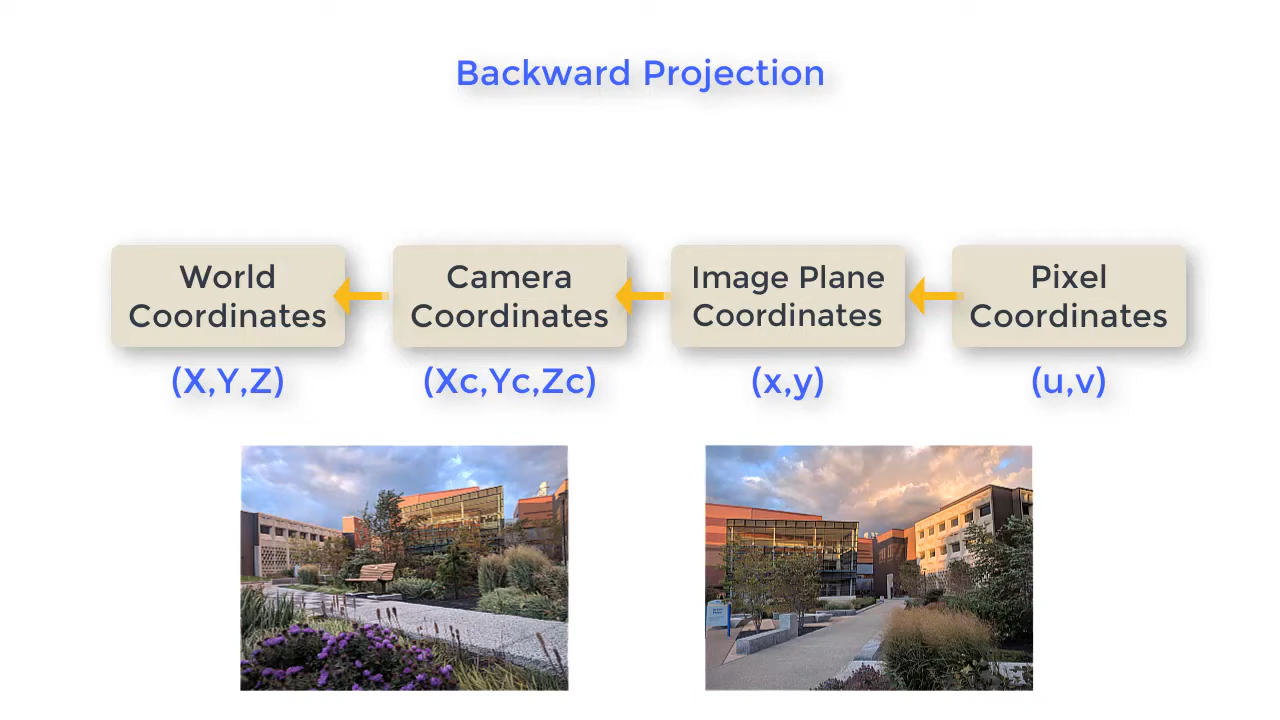 Backward Projection
World
Coordinates
Camera
Coordinates
Image Plane
Coordinates
Pixel
Coordinates
(X,Y,Z)
(Xc,Yc,Zc)
(x,y)
(u,v)